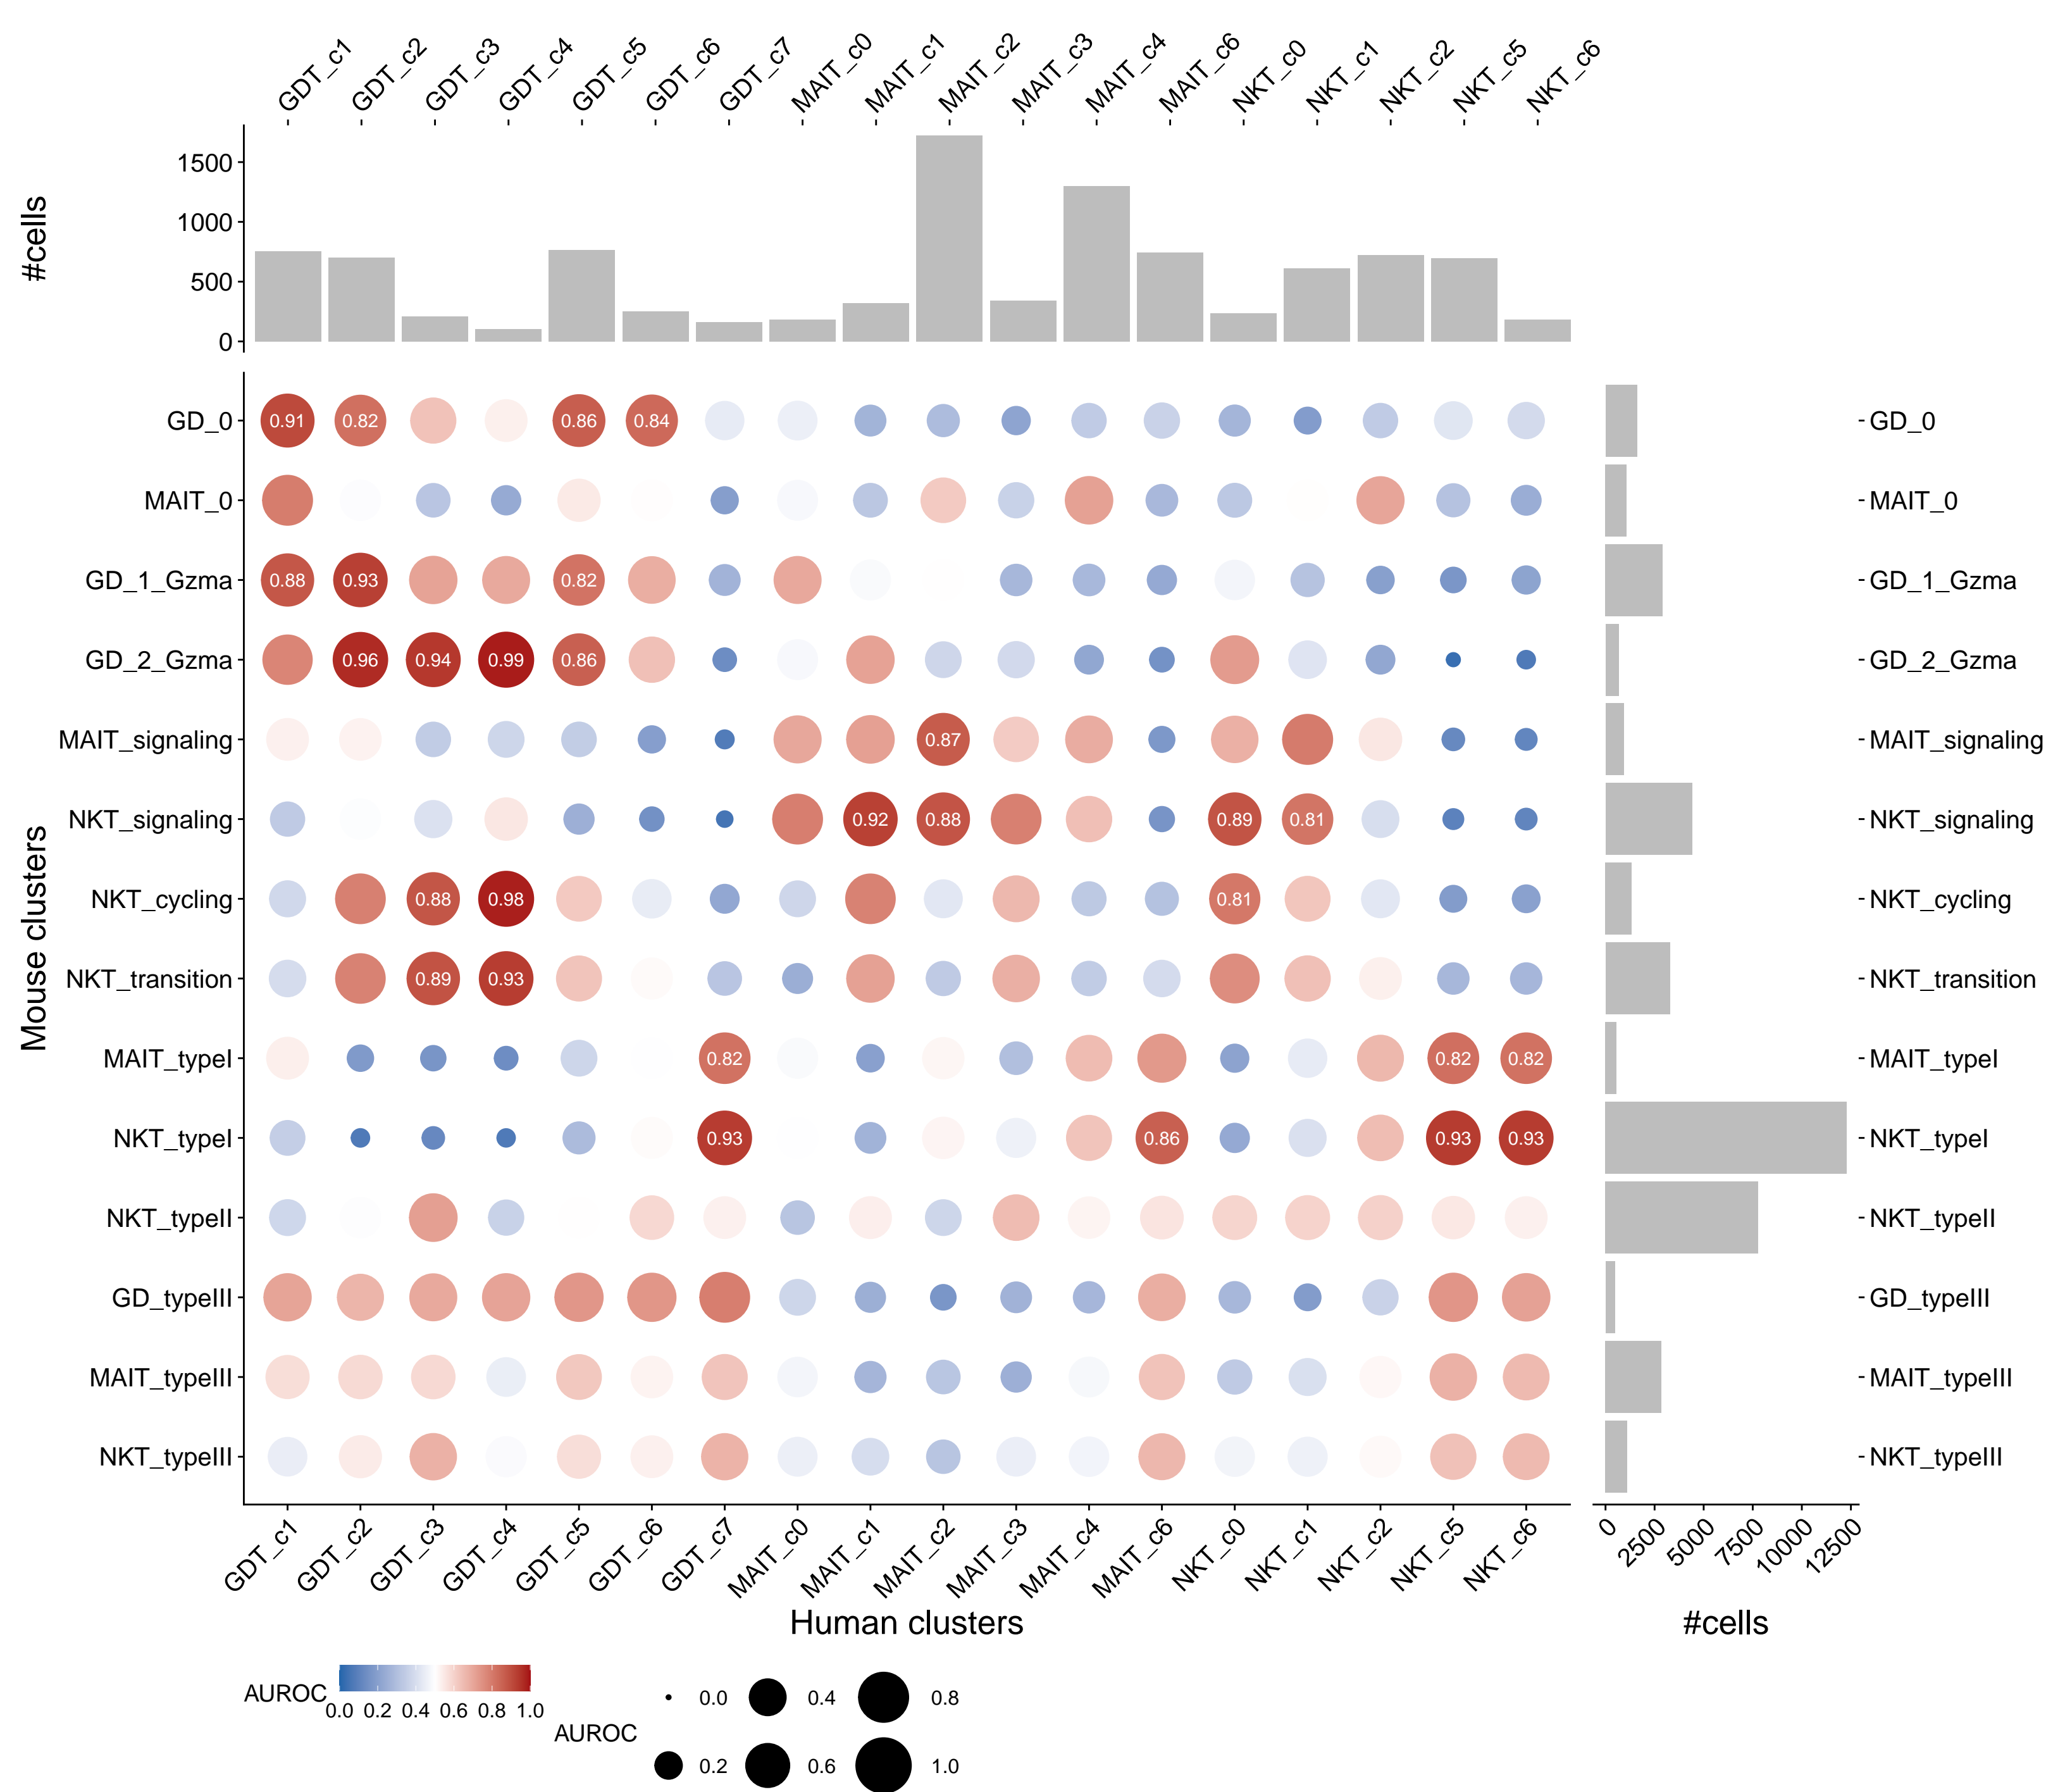 GDT_c1 GDT_c2 GDT_c3 GDT_c4 GDT_c5 GDT_c6 GDT_c7 MAIT_c0 MAIT_c1 MAIT_c2 MAIT_c3 MAIT_c4 MAIT_c6 NKT_c0 NKT_c1 NKT_c2 NKT_c5 NKT_c6
#cells
1500
1000
500
0
Mouse clusters
GD_0 0.91 0.82 0.86 0.84 GD_0
MAIT_0 MAIT_0
GD_1_Gzma 0.88 0.93 0.82 GD_1_Gzma
GD_2_Gzma 0.96 0.94 0.99 0.86 GD_2_Gzma
MAIT_signaling 0.87 MAIT_signaling
NKT_signaling 0.92 0.88 0.89 0.81 NKT_signaling
NKT_cycling 0.88 0.98 0.81 NKT_cycling
NKT_transition 0.89 0.93 NKT_transition
MAIT_typeI 0.82 0.82 0.82 MAIT_typeI
NKT_typeI 0.93 0.86 0.93 0.93 NKT_typeI
NKT_typeII NKT_typeII
GD_typeIII GD_typeIII
MAIT_typeIII MAIT_typeIII
NKT_typeIII NKT_typeIII
GDT_c1 GDT_c2 GDT_c3 GDT_c4 GDT_c5 GDT_c6 GDT_c7 MAIT_c0 MAIT_c1 MAIT_c2 MAIT_c3 MAIT_c4 MAIT_c6 NKT_c0 NKT_c1 NKT_c2 NKT_c5 NKT_c6
0 2500 5000 7500 10000 12500
Human clusters
#cells
AUROC
0.0 0.2 0.4 0.6 0.8 1.0
AUROC
0.0 0.4 0.8
0.2 0.6 1.0